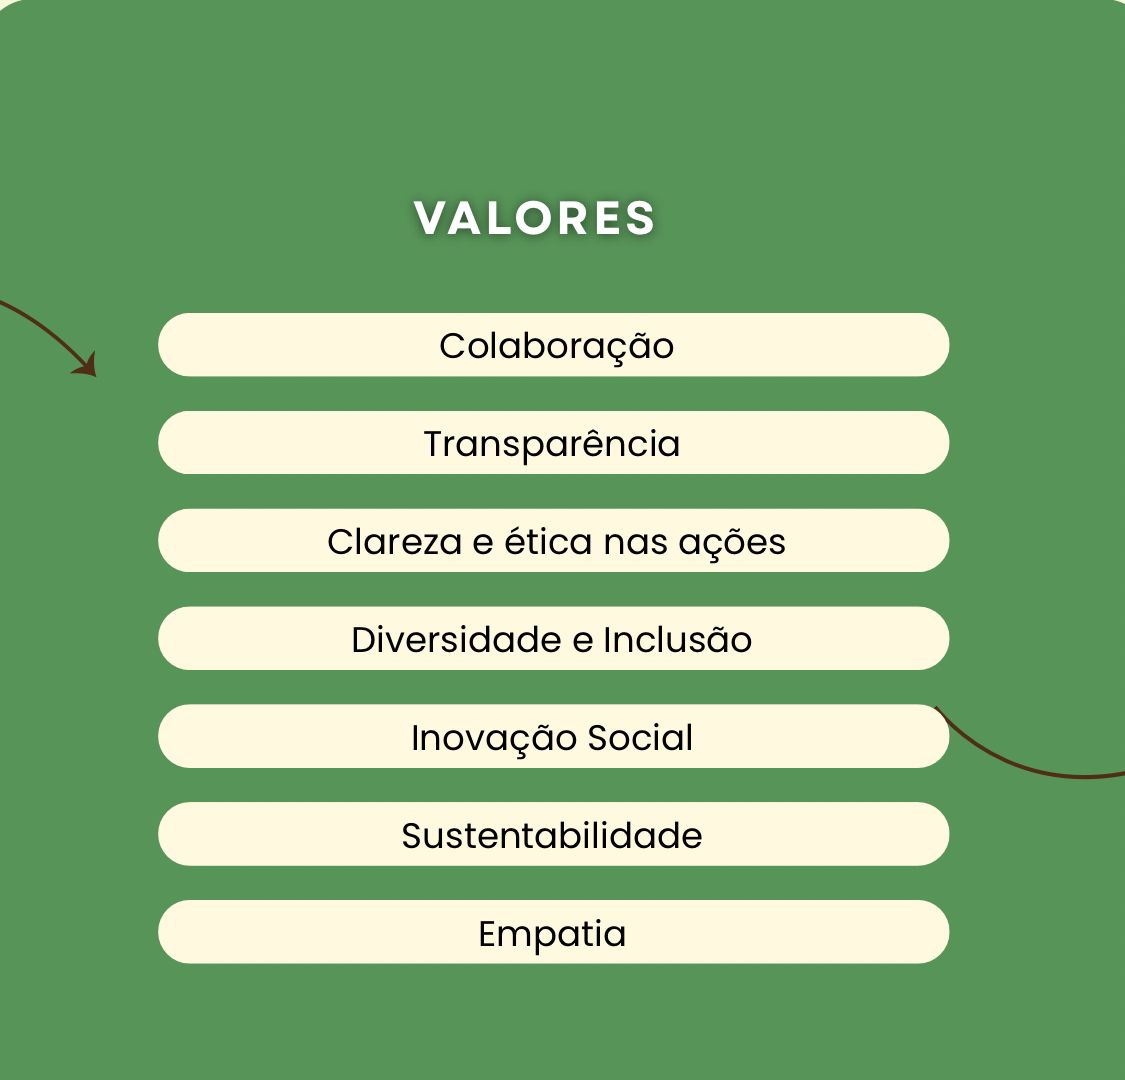 VALORES
Colaboração
Transparência
Clareza e ética nas ações
Diversidade e Inclusão
Inovação Social
Sustentabilidade
Empatia